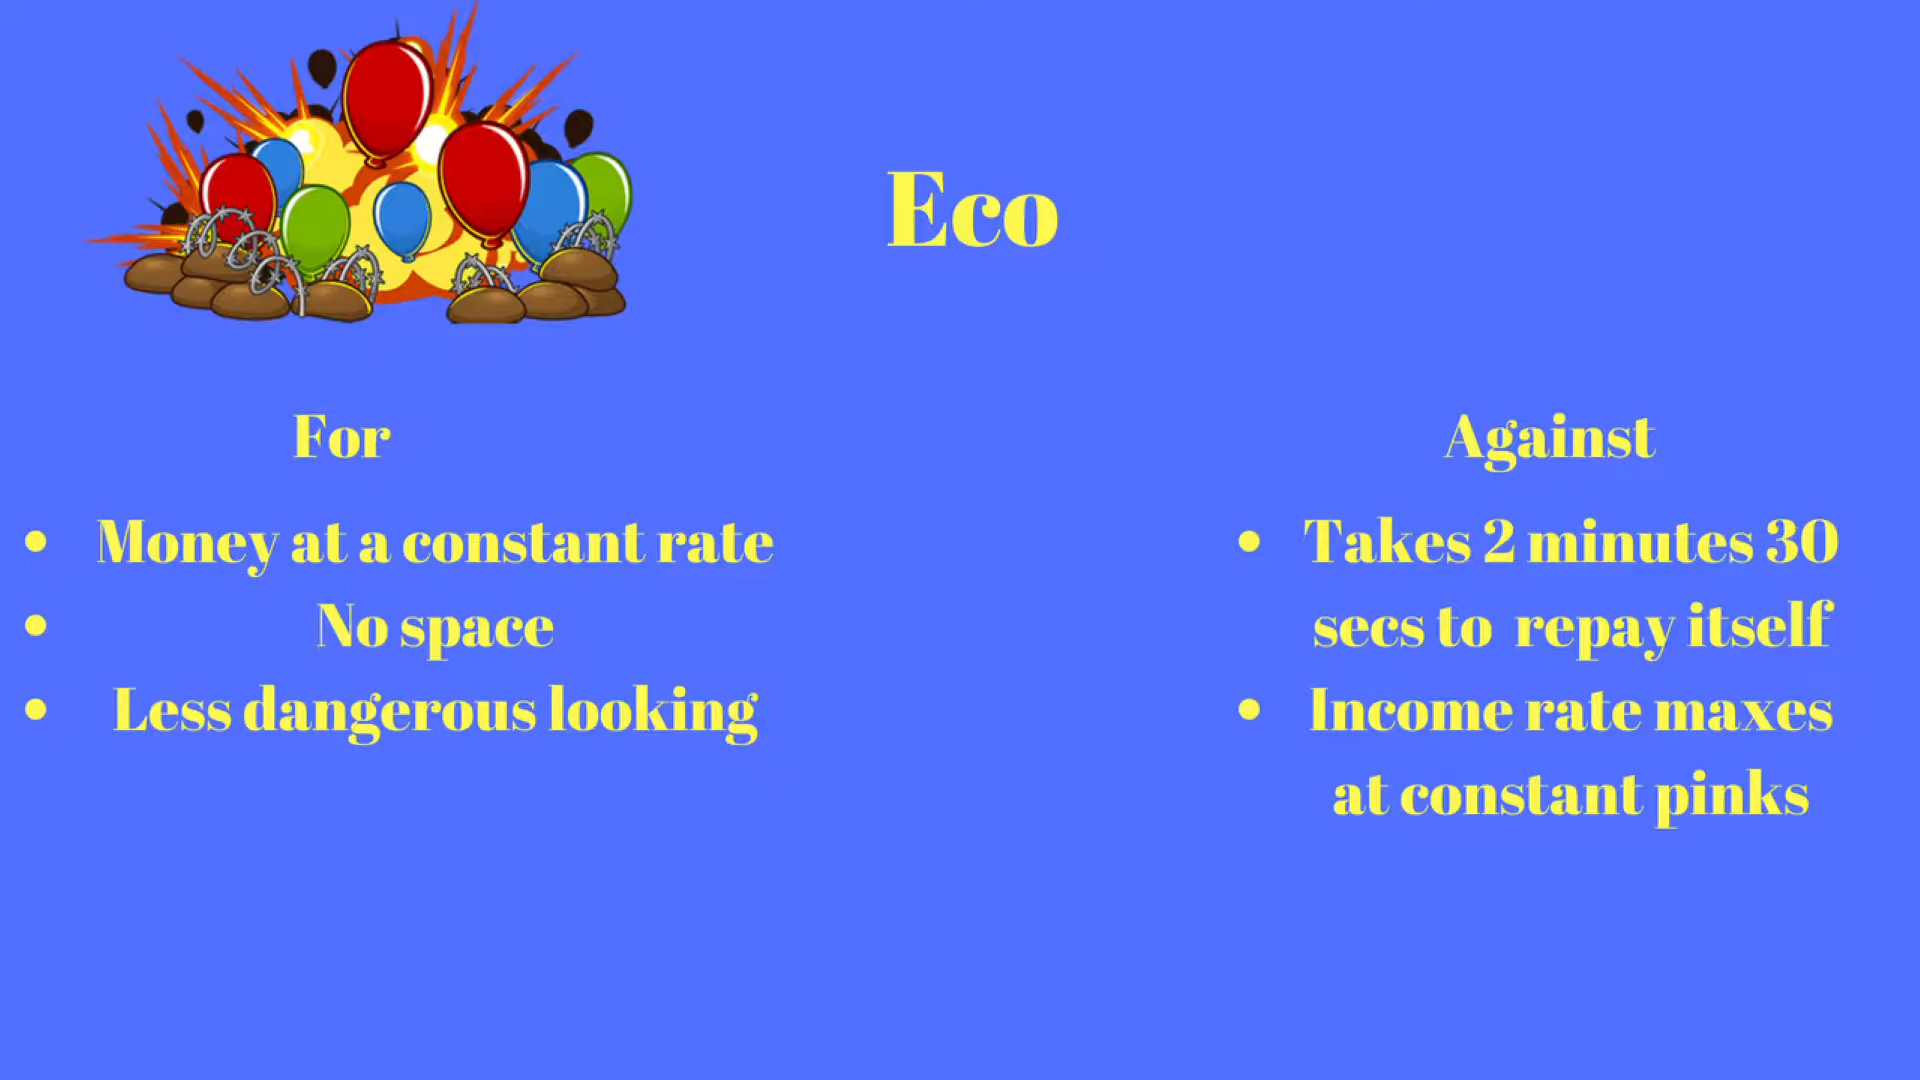 Eco
For
• Money at a constant rate
• No space
• Less dangerous looking
Against
• Takes 2 minutes 30
secs to repay itself
• Income rate maxes
at constant pinks